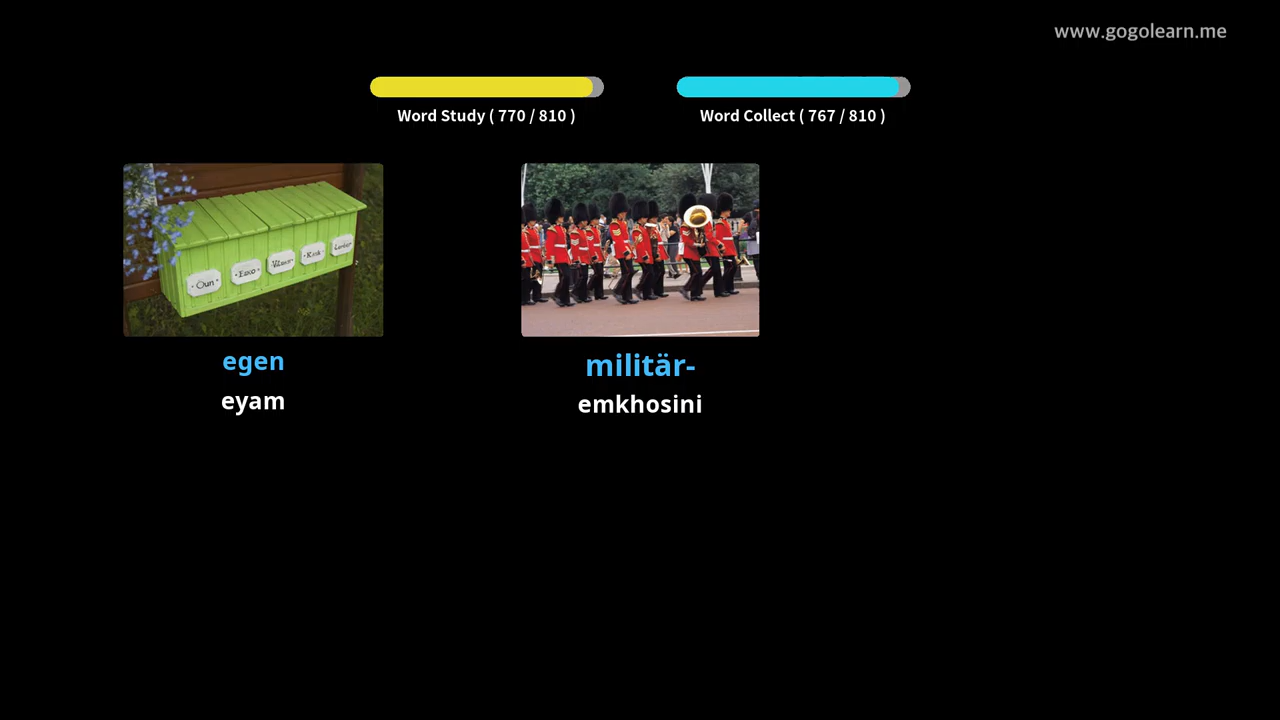 www.gogolearn.me
Word Study ( 770 / 810 )
Word Collect ( 767 / 810 )
egen
eyam
militär-
emkhosini